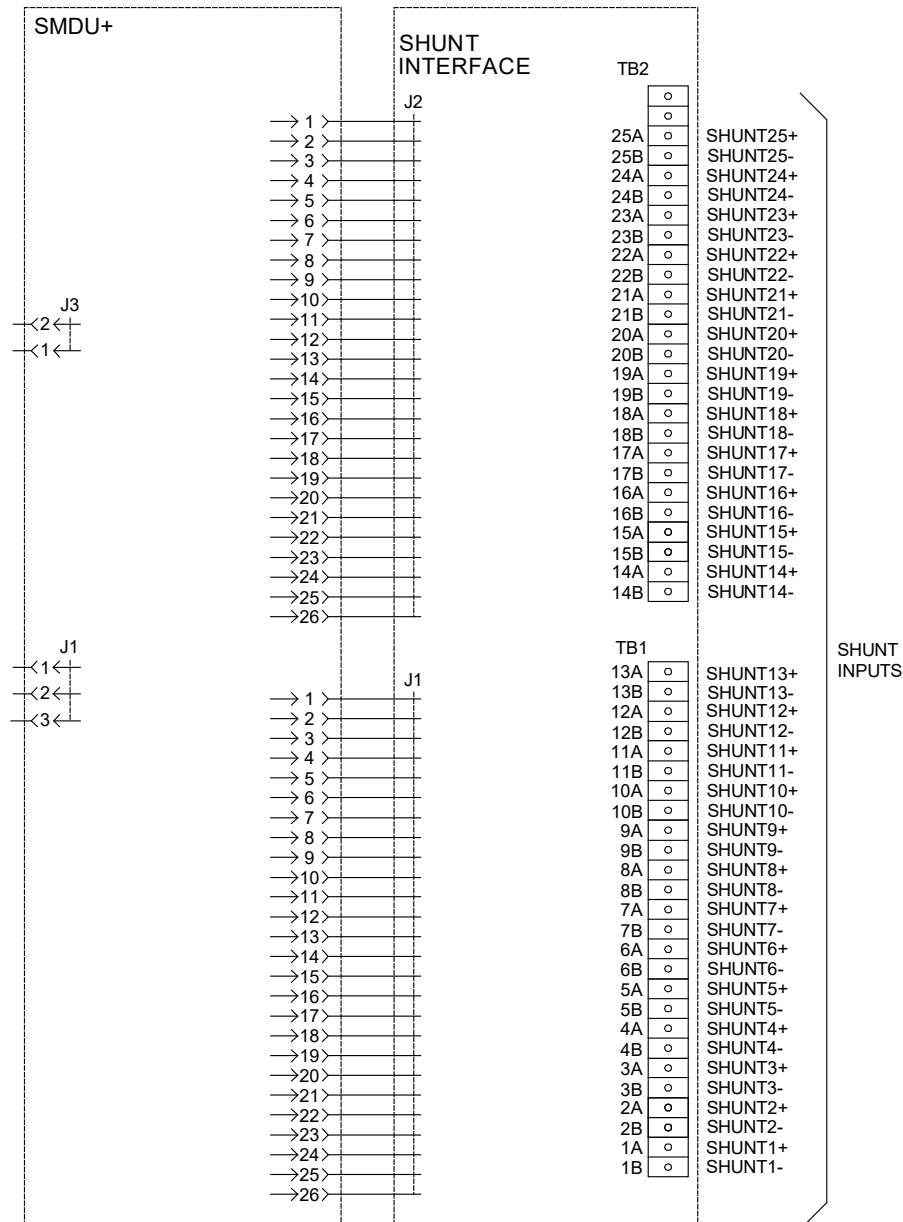 SMDU+
J3
2
1
J1
1
2
3
SHUNT
INTERFACE
J2
1
2
3
4
5
6
7
8
9
10
11
12
13
14
15
16
17
18
19
20
21
22
23
24
25
26
J1
1
2
3
4
5
6
7
8
9
10
11
12
13
14
15
16
17
18
19
20
21
22
23
24
25
26
TB2
25A SHUNT25+
25B SHUNT25-
24A SHUNT24+
24B SHUNT24-
23A SHUNT23+
23B SHUNT23-
22A SHUNT22+
22B SHUNT22-
21A SHUNT21+
21B SHUNT21-
20A SHUNT20+
20B SHUNT20-
19A SHUNT19+
19B SHUNT19-
18A SHUNT18+
18B SHUNT18-
17A SHUNT17+
17B SHUNT17-
16A SHUNT16+
16B SHUNT16-
15A SHUNT15+
15B SHUNT15-
14A SHUNT14+
14B SHUNT14-
TB1
13A SHUNT13+
13B SHUNT13-
12A SHUNT12+
12B SHUNT12-
11A SHUNT11+
11B SHUNT11-
10A SHUNT10+
10B SHUNT10-
9A SHUNT9+
9B SHUNT9-
8A SHUNT8+
8B SHUNT8-
7A SHUNT7+
7B SHUNT7-
6A SHUNT6+
6B SHUNT6-
5A SHUNT5+
5B SHUNT5-
4A SHUNT4+
4B SHUNT4-
3A SHUNT3+
3B SHUNT3-
2A SHUNT2+
2B SHUNT2-
1A SHUNT1+
1B SHUNT1-
SHUNT
INPUTS